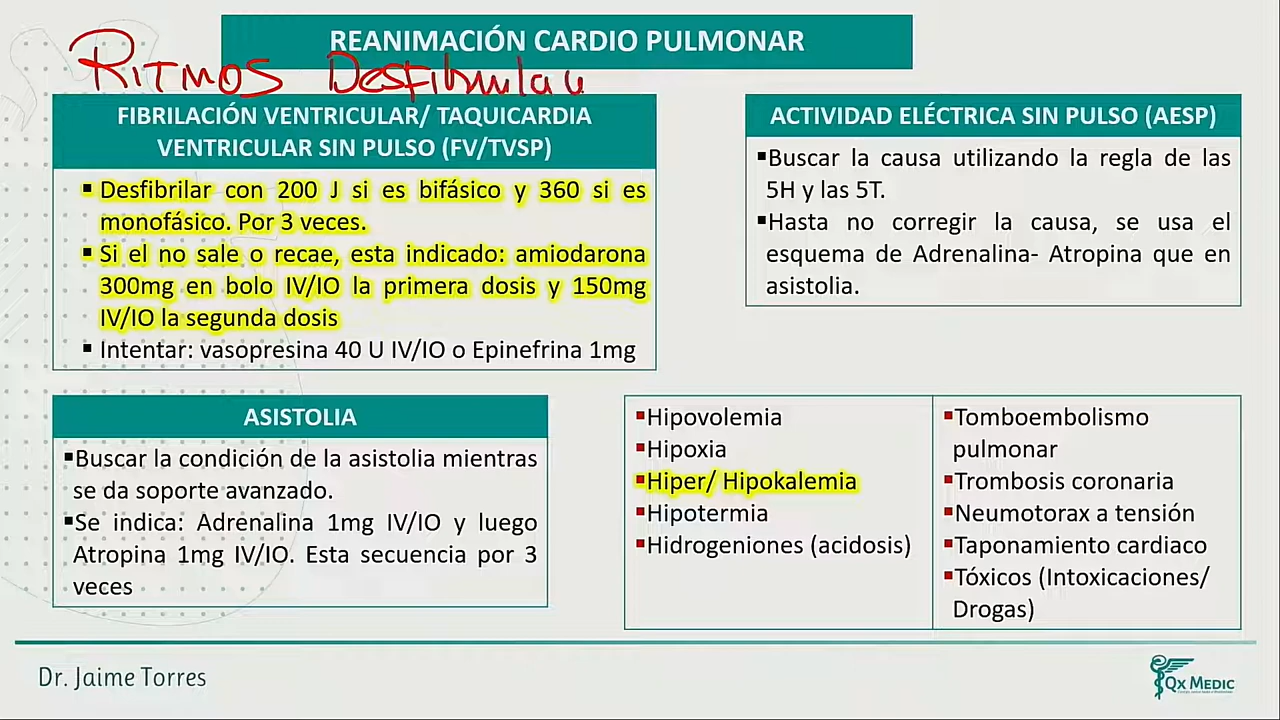 REANIMACIÓN CARDIO PULMONAR
RITMOS
FIBRILACIÓN VENTRICULAR/ TAQUICARDIA
VENTRICULAR SIN PULSO (FV/TVSP)
▪Desfibrilar con 200 J si es bifásico y 360 si es
monofásico. Por 3 veces.
▪Si el no sale o recae, esta indicado: amiodarona
300mg en bolo IV/IO la primera dosis y 150mg
IV/IO la segunda dosis
▪Intentar: vasopresina 40 U IV/IO o Epinefrina 1mg
ACTIVIDAD ELÉCTRICA SIN PULSO (AESP)
▪Buscar la causa utilizando la regla de las
5H y las 5T.
▪Hasta no corregir la causa, se usa el
esquema de Adrenalina- Atropina que en
asistolia.
ASISTOLIA
▪Buscar la condición de la asistolia mientras
se da soporte avanzado.
▪Se indica: Adrenalina 1mg IV/IO y luego
Atropina 1mg IV/IO. Esta secuencia por 3
veces
▪Hipovolemia
▪Hipoxia
▪Hiper/ Hipokalemia
▪Hipotermia
▪Hidrogeniones (acidosis)
▪Tomboembolismo
pulmonar
▪Trombosis coronaria
▪Neumotorax a tensión
▪Taponamiento cardiaco
▪Tóxicos (Intoxicaciones/
Drogas)
Dr. Jaime Torres
Qx MEDIC